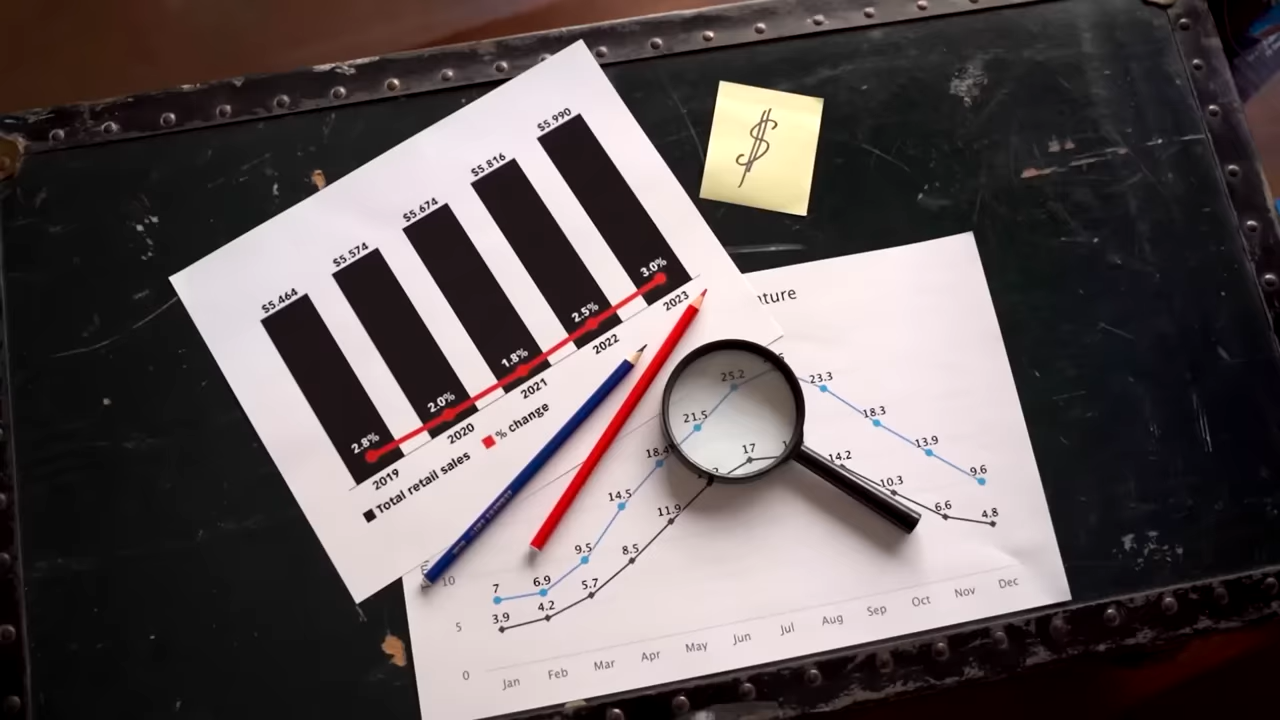 $5.464
$5.574
$5.674
$5.816
$5.990
2.8%
2.0%
1.8%
2.5%
3.0%
2019
2020
2021
2022
2023
Total retail sales
% change
$
25.2
23.3
21.5
18.3
18.4
17
14.2
13.9
14.5
10.3
9.6
11.9
9.5
8.5
6.6
4.8
7
6.9
5.7
3.9
4.2
10
5
0
Jan
Feb
Mar
Apr
May
Jun
Jul
Aug
Sep
Oct
Nov
Dec